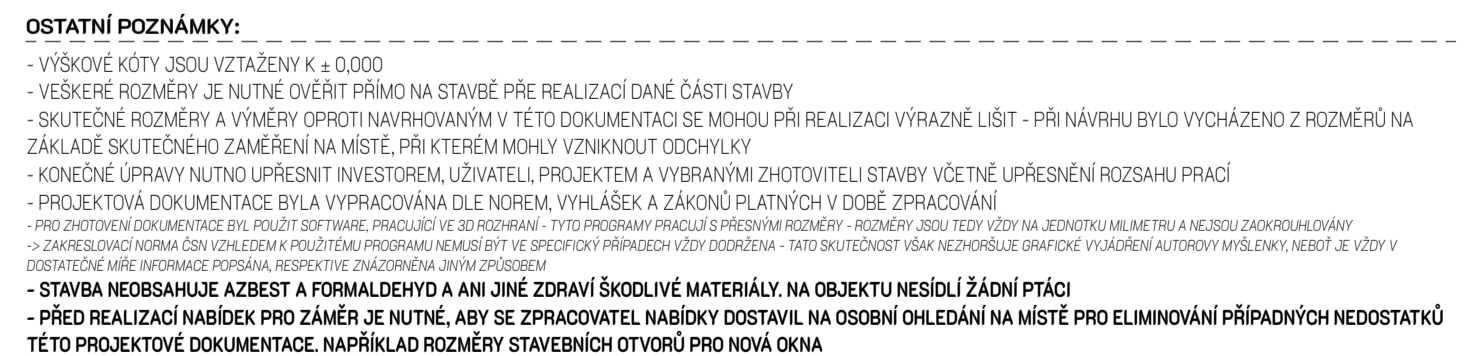 OSTATNÍ POZNÁMKY:
- VÝŠKOVÉ KÓTY JSOU VZTAŽENY K ± 0,000
- VEŠKERÉ ROZMĚRY JE NUTNÉ OVĚŘIT PŘÍMO NA STAVBĚ PŘE REALIZACÍ DANÉ ČÁSTI STAVBY
- SKUTEČNÉ ROZMĚRY A VÝMĚRY OPROTI NAVRHOVANÝM V TÉTO DOKUMENTACI SE MOHOU PŘI REALIZACI VÝRAZNĚ LIŠIT - PŘI NÁVRHU BYLO VYCHÁZENO Z ROZMĚRŮ NA
ZÁKLADĚ SKUTEČNÉHO ZAMĚŘENÍ NA MÍSTĚ, PŘI KTERÉM MOHLY VZNIKNOUT ODCHYLKY
- KONEČNÉ ÚPRAVY NUTNO UPŘESNIT INVESTOREM, UŽIVATELI, PROJEKTEM A VYBRANÝMI ZHOTOVITELI STAVBY VČETNĚ UPŘESNĚNÍ ROZSAHU PRACÍ
- PROJEKTOVÁ DOKUMENTACE BYLA VYPRACOVÁNA DLE NOREM, VYHLÁŠEK A ZÁKONŮ PLATNÝCH V DOBĚ ZPRACOVÁNÍ
- PRO ZHOTOVENÍ DOKUMENTACE BYL POUŽIT SOFTWARE, PRACUJÍCÍ VE 3D ROZHRANÍ - TYTO PROGRAMY PRACUJÍ S PŘESNÝMI ROZMĚRY - ROZMĚRY JSOU TEDY VŽDY NA JEDNOTKU MILIMETRU A NEJSOU ZAOKROUHLOVÁNY
-> ZAKRESLOVACÍ NORMA ČSN VZHLEDEM K POUŽITÉMU PROGRAMU NEMUSÍ BÝT VE SPECIFICKÝ PŘÍPADECH VŽDY DODRŽENA - TATO SKUTEČNOST VŠAK NEZHORŠUJE GRAFICKÉ VYJÁDŘENÍ AUTOROVY MYŠLENKY, NEBOŤ JE VŽDY V
DOSTATEČNÉ MÍŘE INFORMACE POPSÁNA, RESPEKTIVE ZNÁZORNĚNA JINÝM ZPŮSOBEM
- STAVBA NEOBSAHUJE AZBEST A FORMALDEHYD A ANI JINÉ ZDRAVÍ ŠKODLIVÉ MATERIÁLY. NA OBJEKTU NESÍDLÍ ŽÁDNÍ PTÁCI
- PŘED REALIZACÍ NABÍDEK PRO ZÁMĚR JE NUTNÉ, ABY SE ZPRACOVATEL NABÍDKY DOSTAVIL NA OSOBNÍ OHLEDÁNÍ NA MÍSTĚ PRO ELIMINOVÁNÍ PŘÍPADNÝCH NEDOSTATKŮ
TÉTO PROJEKTOVÉ DOKUMENTACE. NAPŘÍKLAD ROZMĚRY STAVEBNÍCH OTVORŮ PRO NOVÁ OKNA